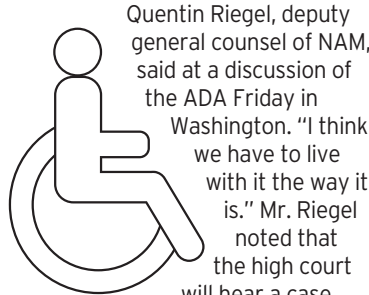 Quentin Riegel, deputy
general counsel of NAM,
said at a discussion of
the ADA Friday in
Washington. “I think
we have to live
with it the way it
is.” Mr. Riegel
noted that
the high court
will hear a case